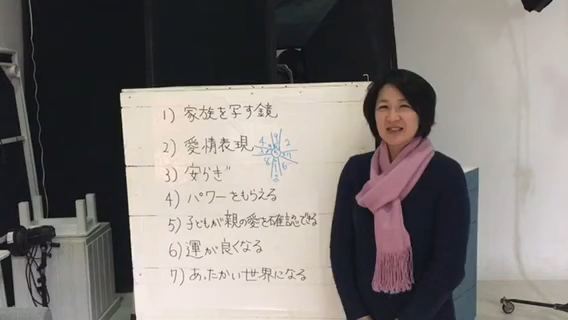 1) 家族を写す鏡
2) 愛情表現
3) 安らぎ
4) パワーをもらえる
5) 子どもが親の愛を確認できる
6) 運が良くなる
7) あったかい世界になる